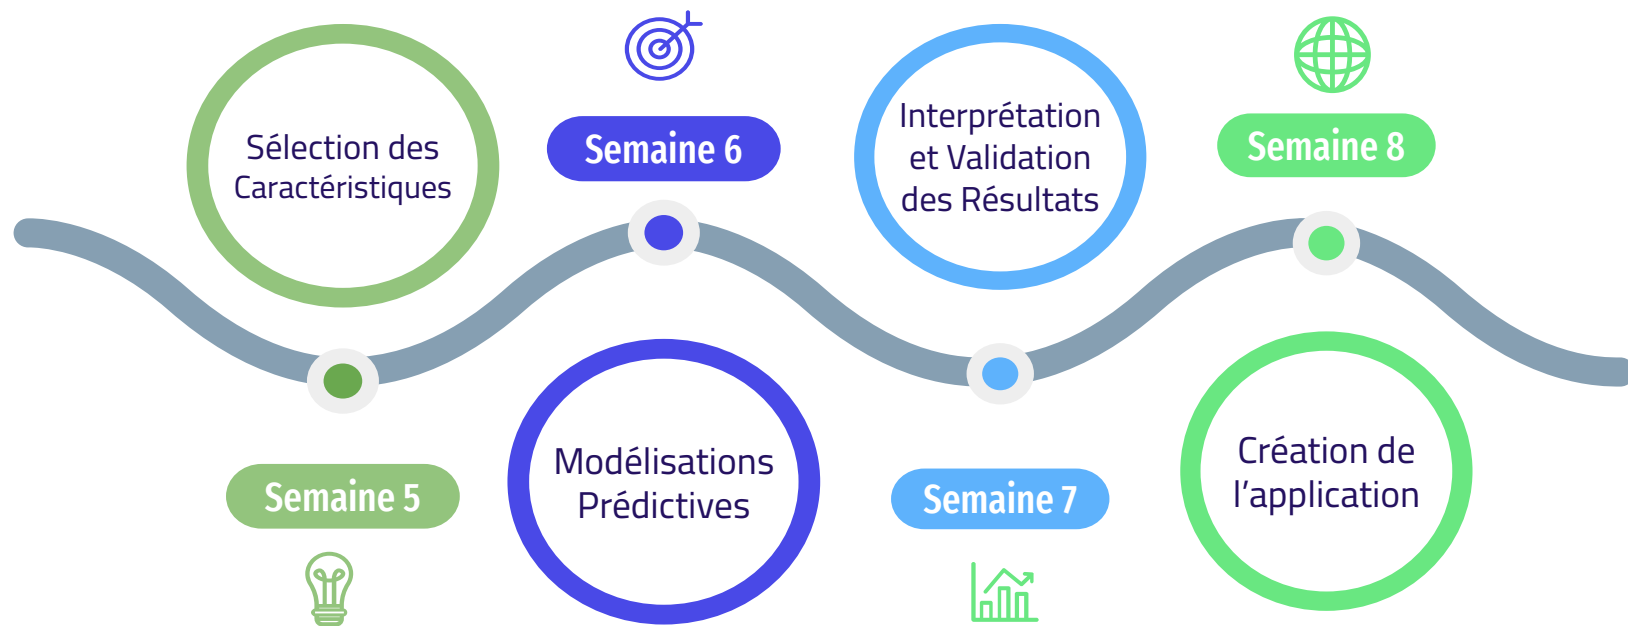 Sélection des
Caractéristiques
Semaine 5
Semaine 6
Modélisations
Prédictives
Interprétation
et Validation
des Résultats
Semaine 7
Semaine 8
Création de
l'application